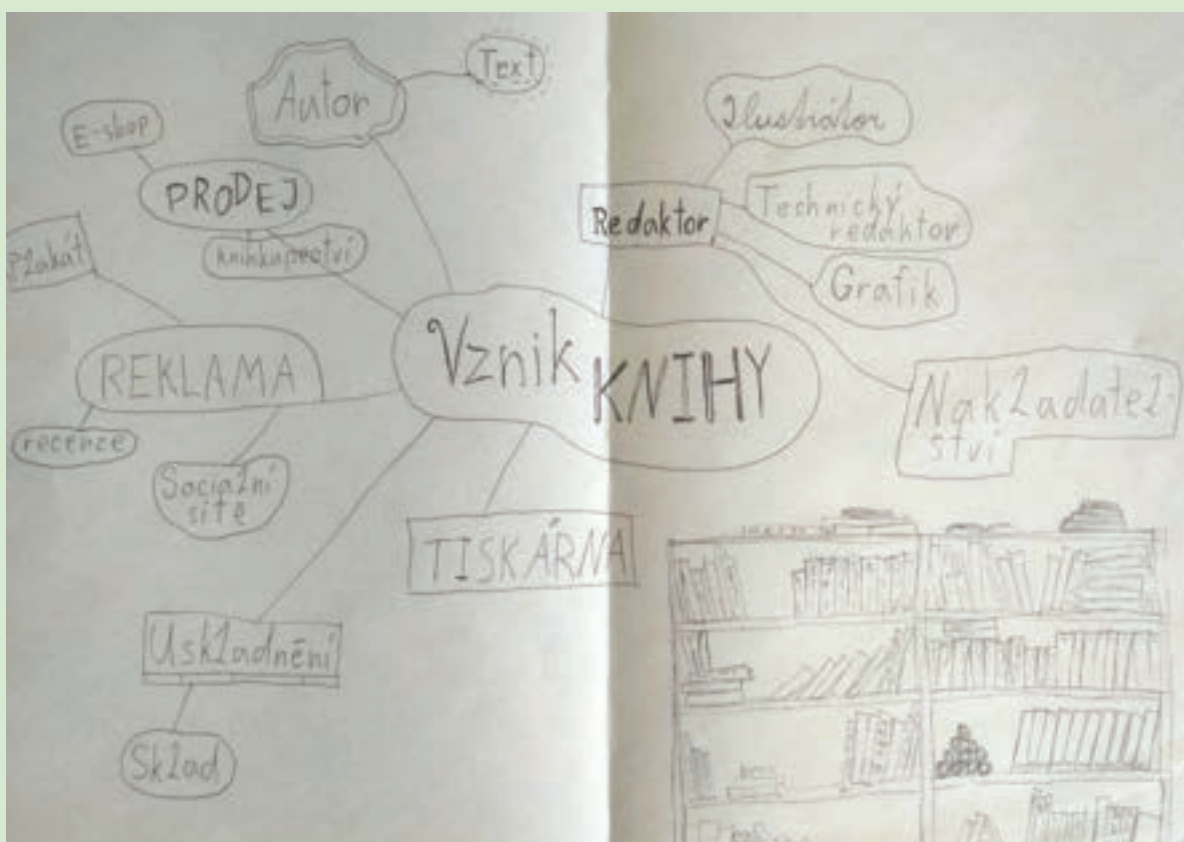 Autor
Text
E-shop
PRODEJ
knihkupectví
Plakát
REKLAMA
recenze
Sociální
sítě
Vznik
KNIHY
Redaktor
Ilustrátor
Technický
redaktor
Grafik
Nakladatel-
ství
TISKÁRNA
Uskladnění
Sklad